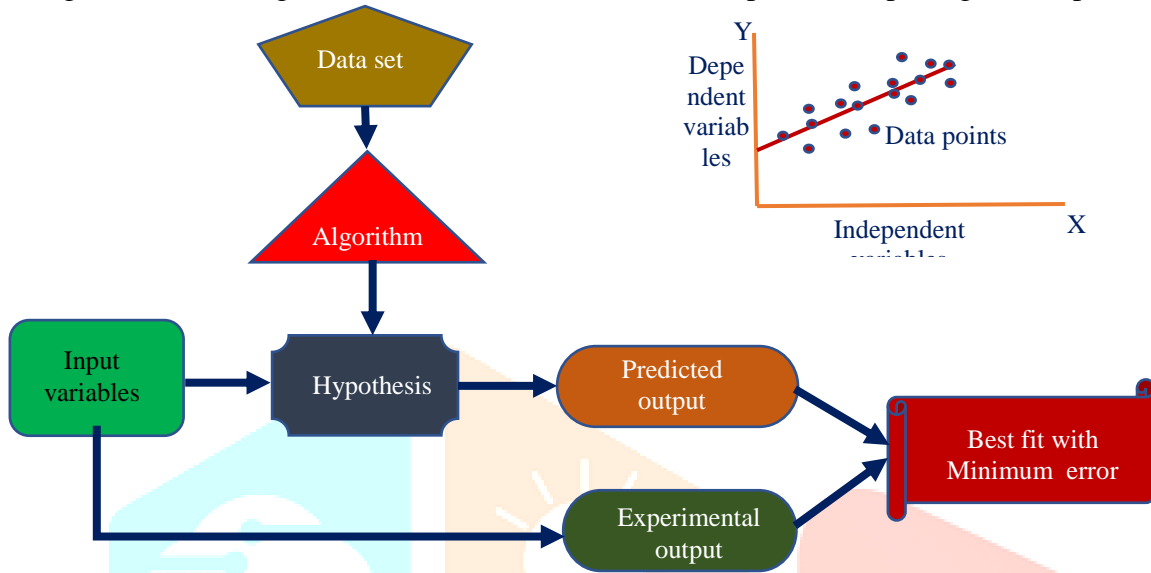 Data set
Algorithm
Input
variables
Hypothesis
Predicted
output
Experimental
output
Best fit with
Minimum error
Y
Depe
ndent
variab
les
Data points
X
Independent
variables